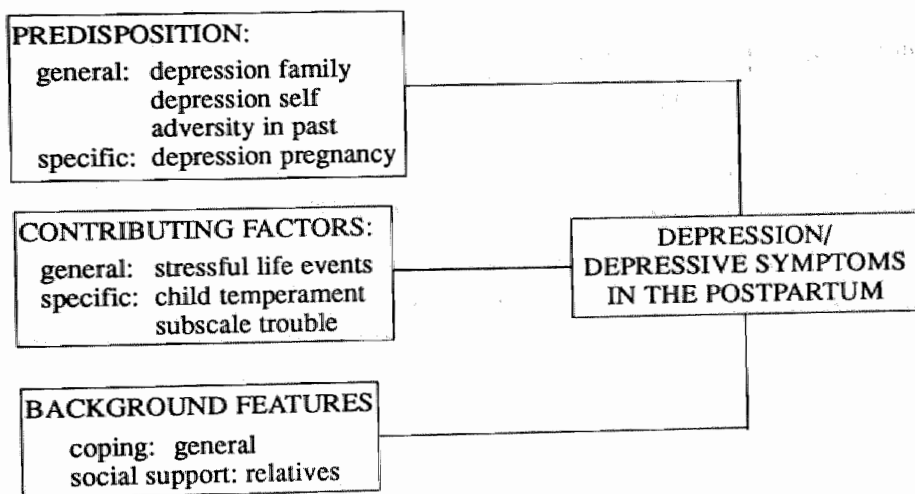 PREDISPOSITION:
general: depression family
depression self
adversity in past
specific: depression pregnancy
CONTRIBUTING FACTORS:
general: stressful life events
specific: child temperament
subscale trouble
BACKGROUND FEATURES
coping: general
social support: relatives
DEPRESSION/
DEPRESSIVE SYMPTOMS
IN THE POSTPARTUM